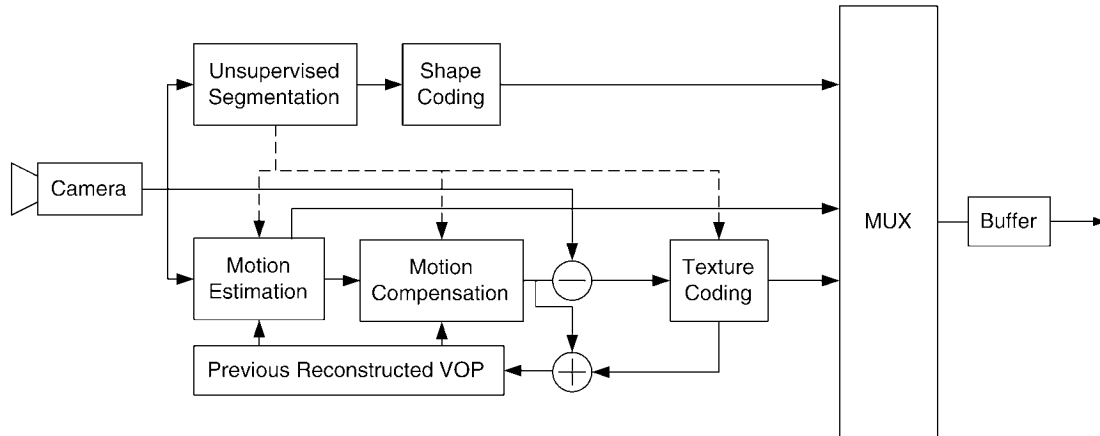 Unsupervised
Segmentation
Shape
Coding
Camera
MUX
Buffer
Motion
Estimation
Motion
Compensation
Texture
Coding
Previous Reconstructed VOP